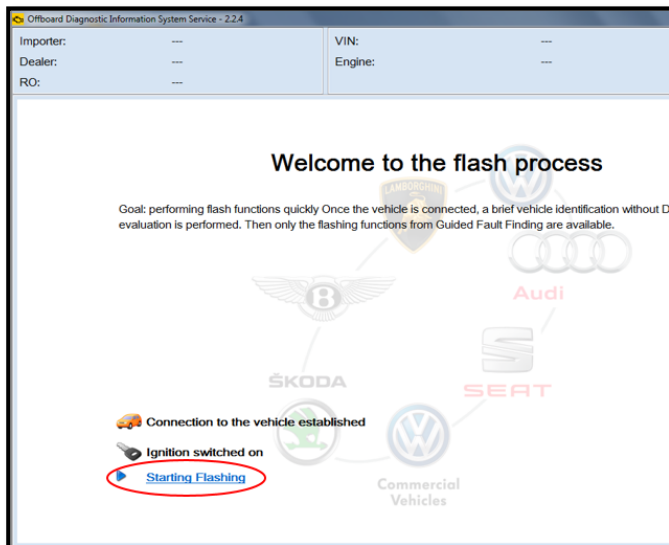 Offboard Diagnostic Information System Service - 2.2.4
Importer: ---
VIN: ---
Dealer: ---
Engine: ---
RO: ---
Welcome to the flash process
LAMBORGHINI
Goal: performing flash functions quickly Once the vehicle is connected, a brief vehicle identification without D
evaluation is performed. Then only the flashing functions from Guided Fault Finding are available.
B
Audi
ŠKODA
SEAT
Connection to the vehicle established
Ignition switched on
Starting Flashing
Commercial
Vehicles